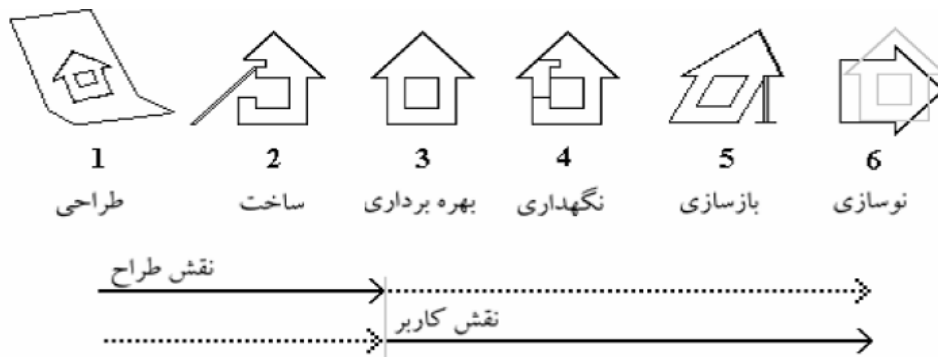 1 2 3 4 5 6
طراحی ساخت بهره برداری نگهداری بازسازی نوسازی
نقش طراح
نقش کاربر